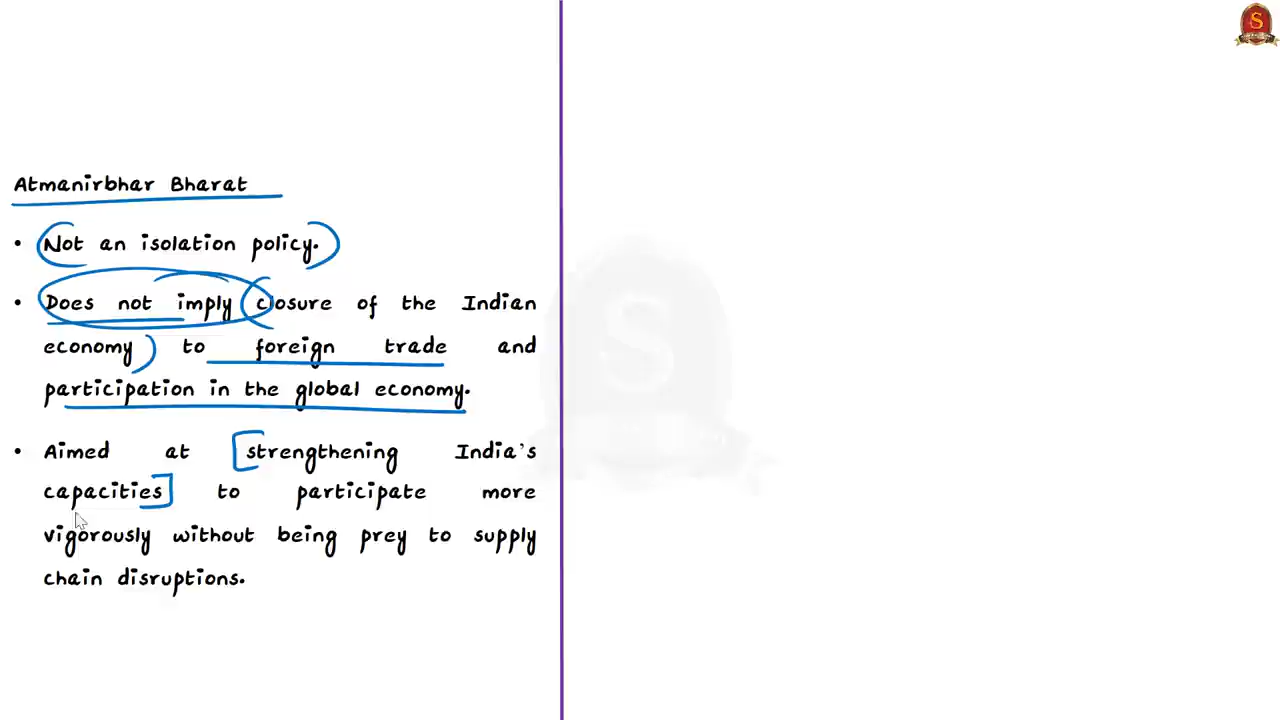 Atmanirbhar Bharat
• Not an isolation policy.
• Does not imply closure of the Indian
economy to foreign trade and
participation in the global economy.
• Aimed at strengthening India's
capacities to participate more
vigorously without being prey to supply
chain disruptions.
S
S